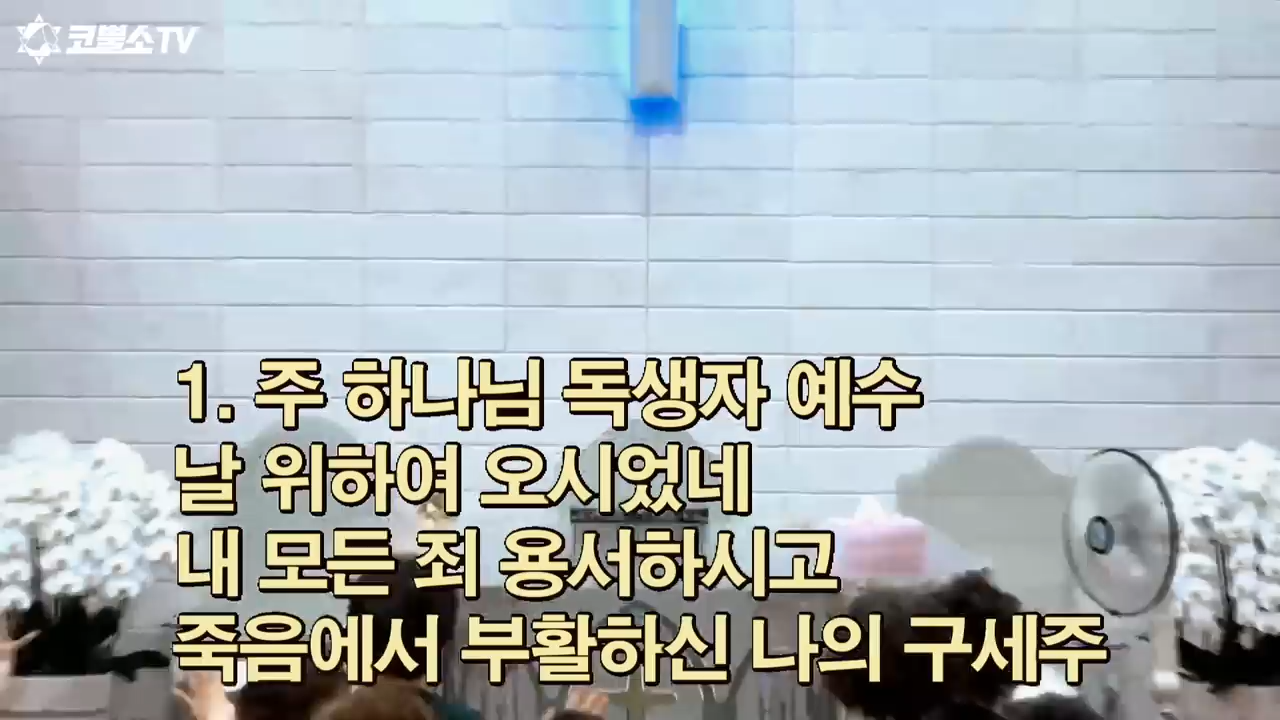 코뿔소TV
1. 주 하나님 독생자 예수
날 위하여 오시었네
내 모든 죄 용서하시고
죽음에서 부활하신 나의 구세주